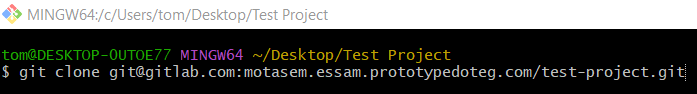 MINGW64:/c/Users/tom/Desktop/Test Project
tom@DESKTOP-OUTOE77 MINGW64 ~/Desktop/Test Project
$ git clone git@gitlab.com:motasem.essam.prototypedoteg.com/test-project.git